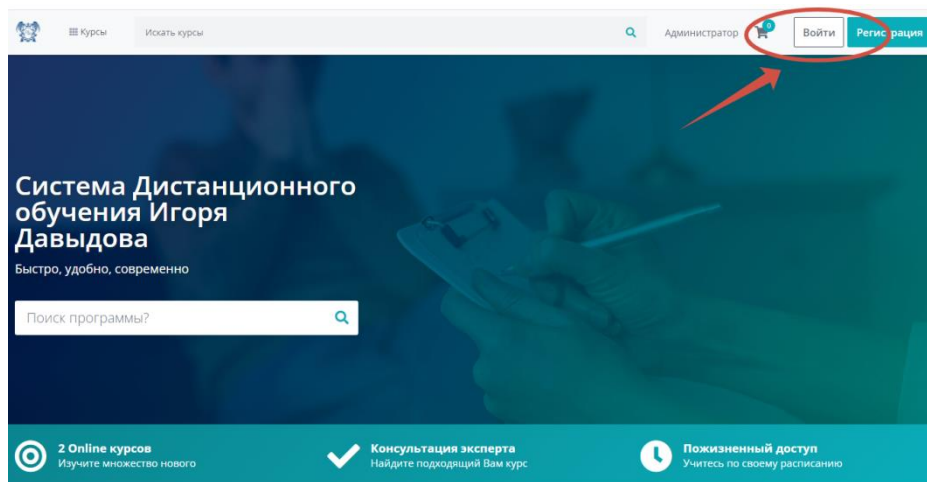 Курсы
Искать курсы
Администратор
0
Войти
Регистрация
Система Дистанционного
обучения Игоря
Давыдова
Быстро, удобно, современно
Поиск программы?
2 Online курсов
Изучите множество нового
Консультация эксперта
Найдите подходящий Вам курс
Пожизненный доступ
Учитесь по своему расписанию